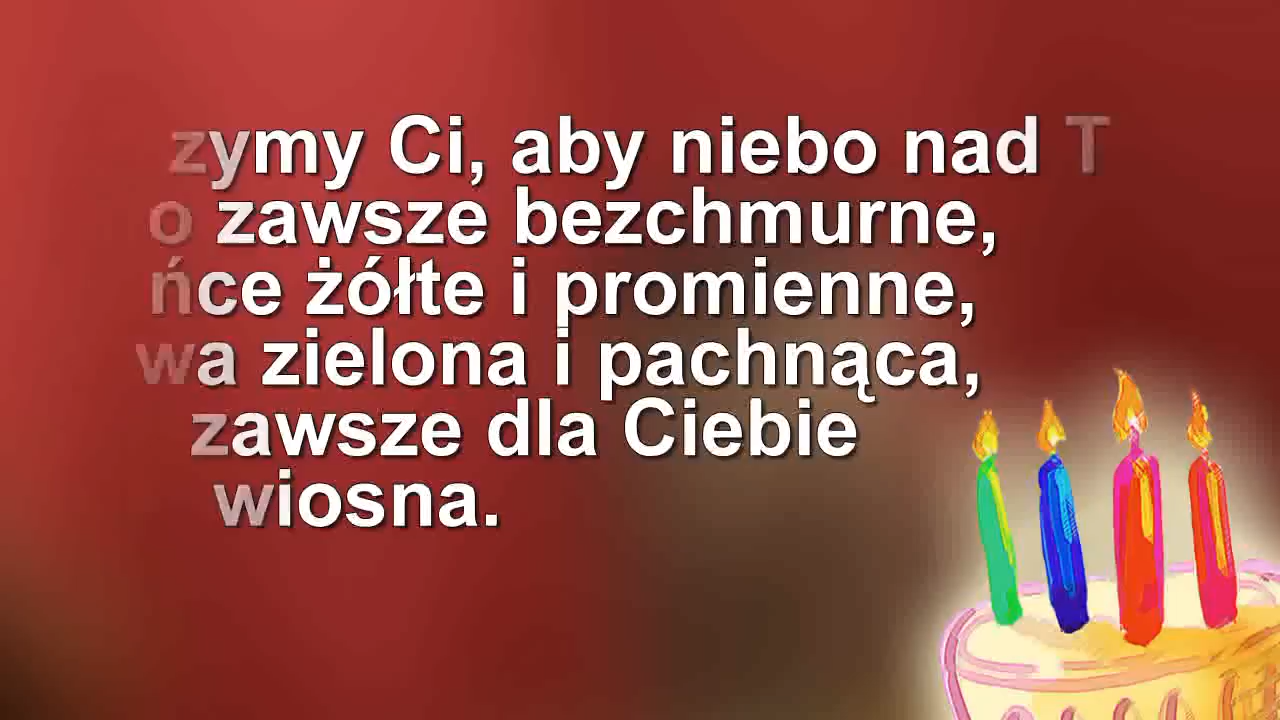 zymy Ci, aby niebo nad T
o zawsze bezchmurne,
ńce żółte i promienne,
wa zielona i pachnąca,
zawsze dla Ciebie
wiosna.